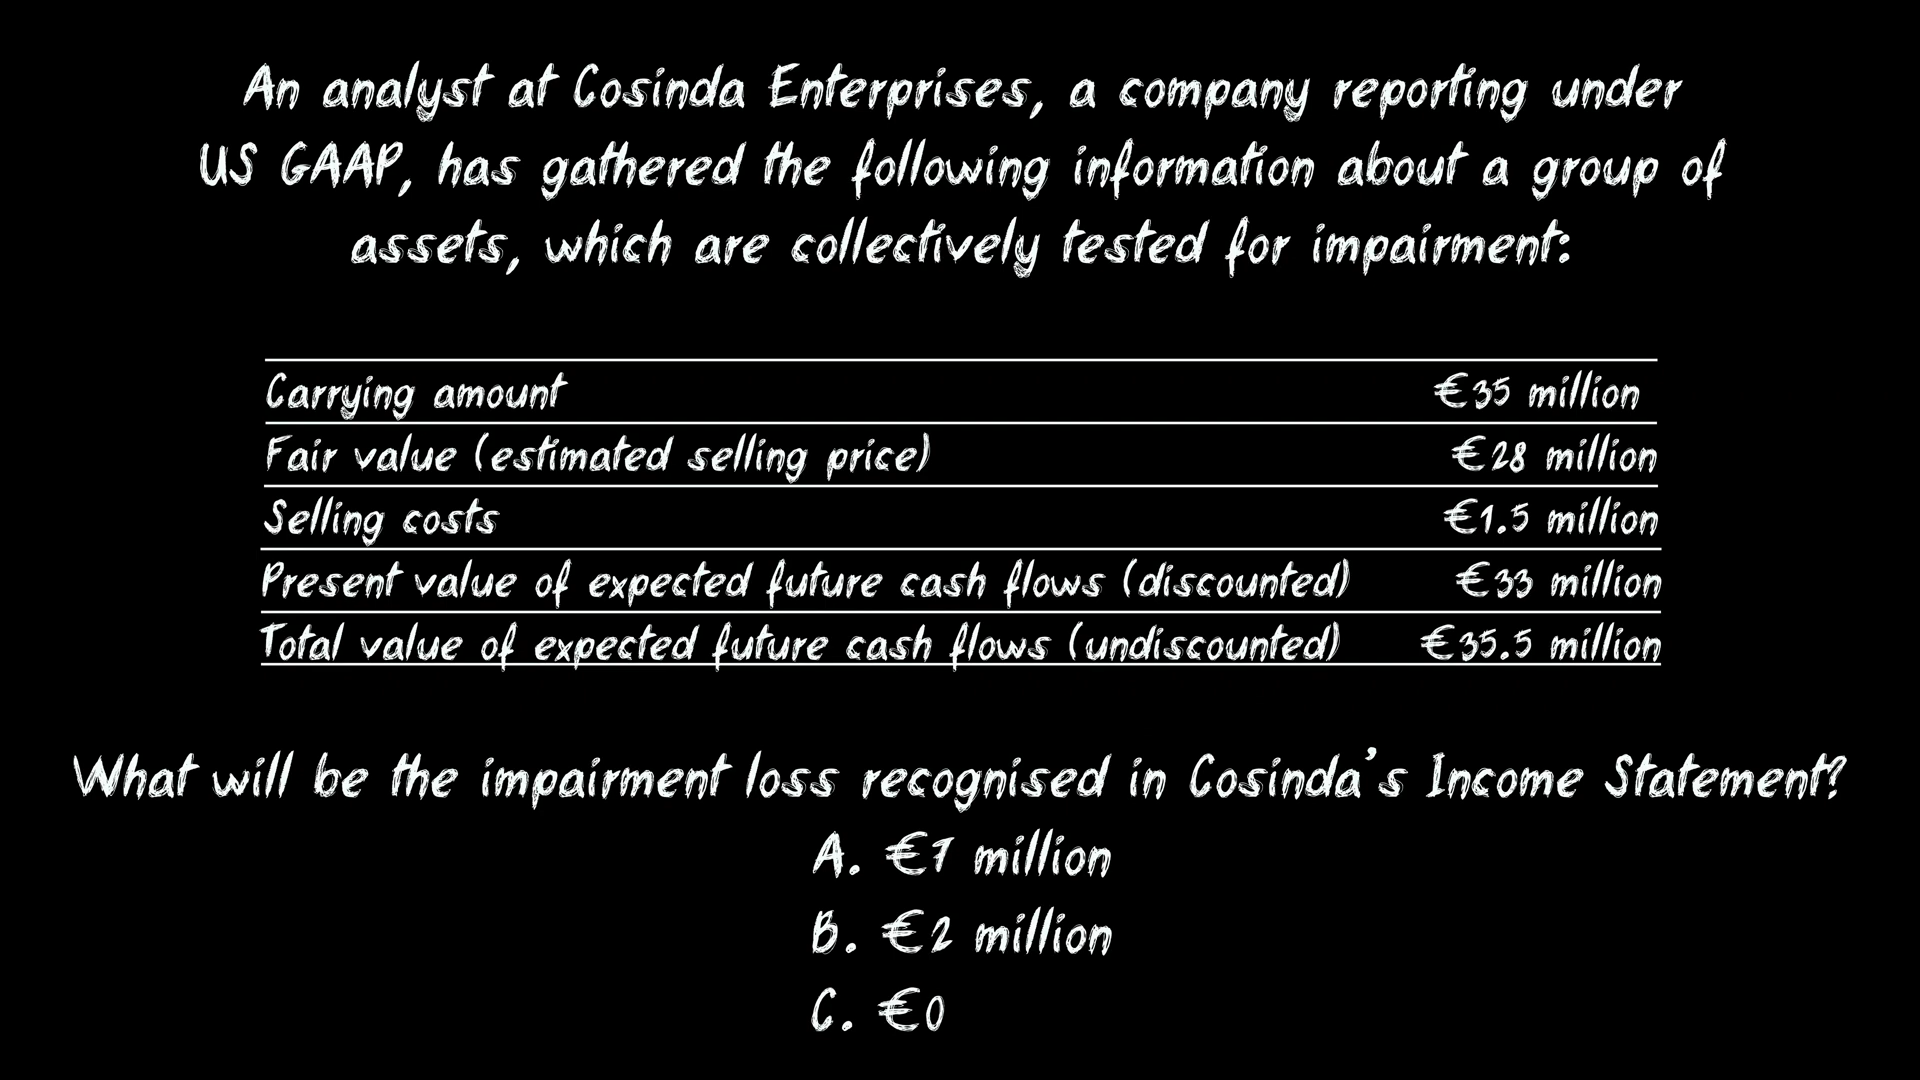 An analyst at Cosinda Enterprises, a company reporting under
US GAAP, has gathered the following information about a group of
assets, which are collectively tested for impairment:
Carrying amount €35 million
Fair value (estimated selling price) €28 million
Selling costs €1.5 million
Present value of expected future cash flows (discounted) €33 million
Total value of expected future cash flows (undiscounted) €35.5 million
What will be the impairment loss recognised in Cosinda's Income Statement?
A. €7 million
B. €2 million
C. €0